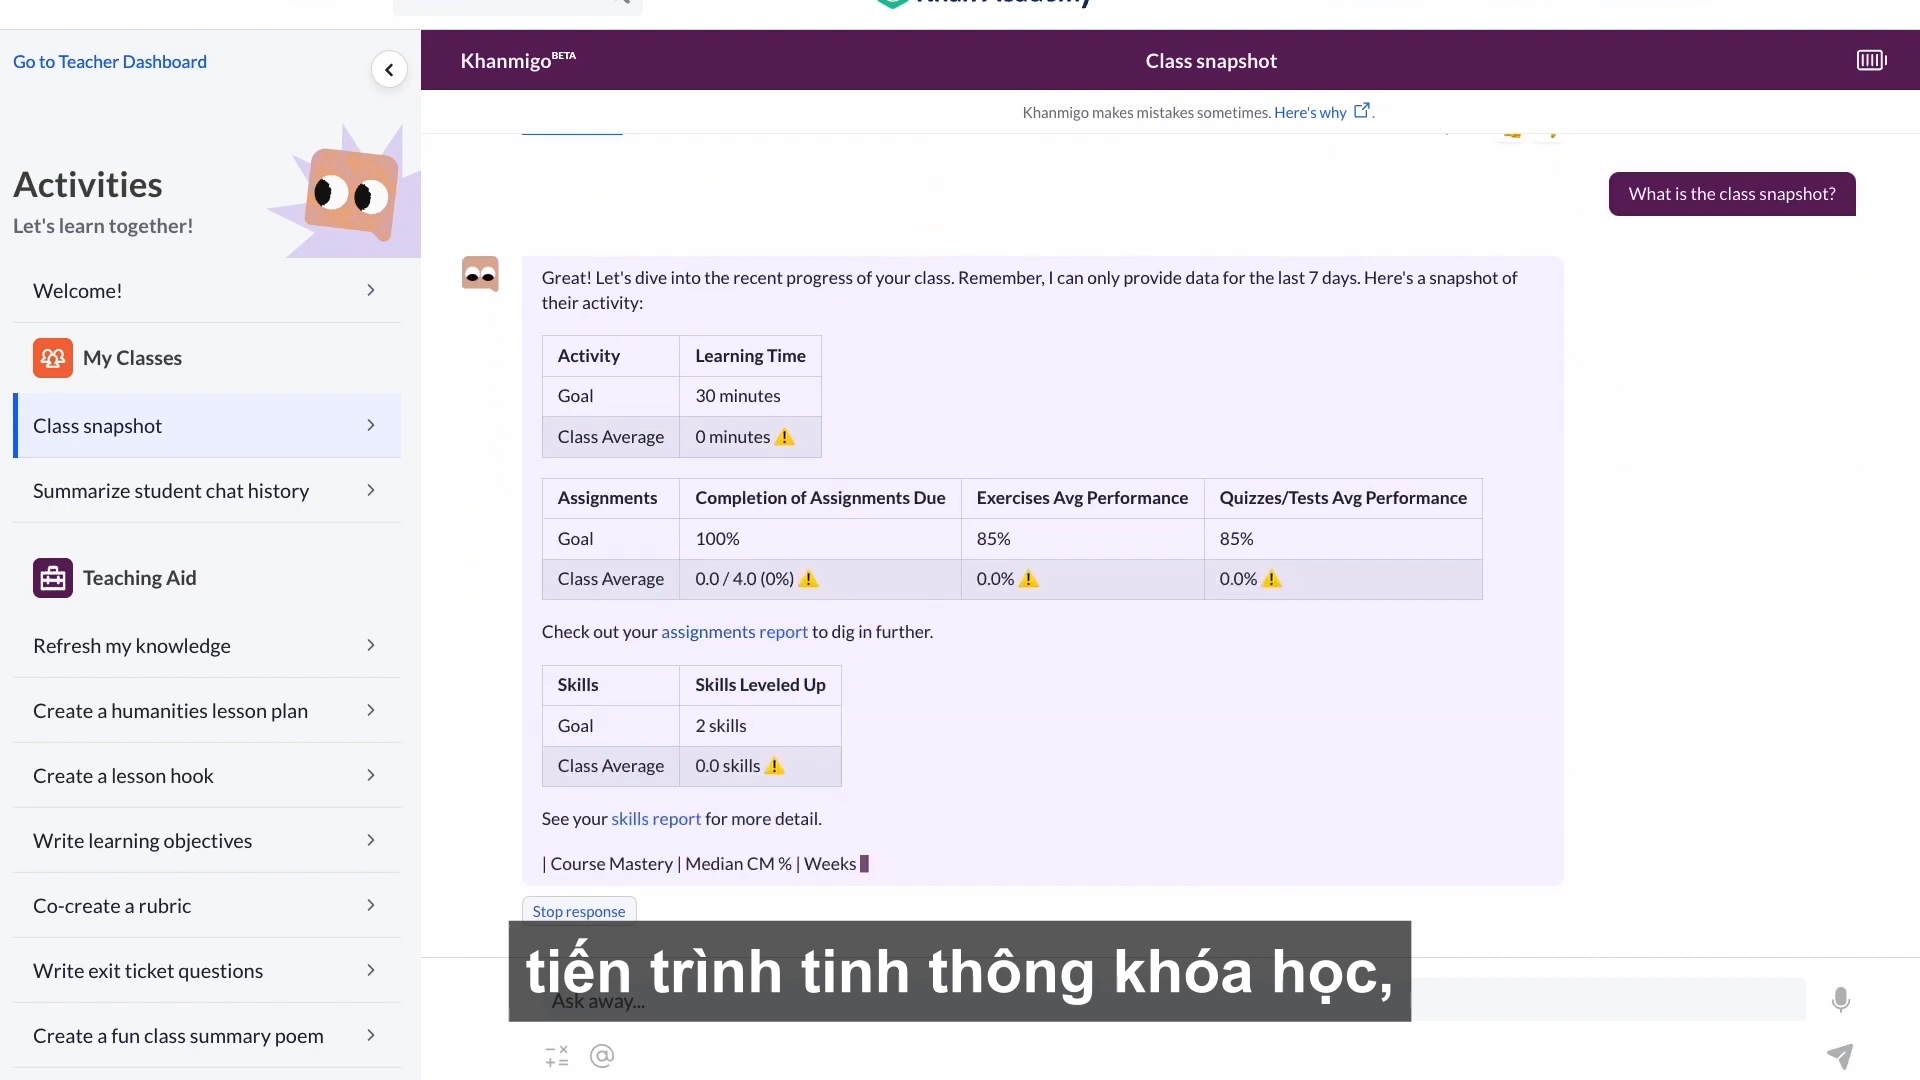 Khan Academy
Go to Teacher Dashboard
Khanmigo BETA
Class snapshot
Khanmigo makes mistakes sometimes. Here's why.
Activities
Let's learn together!
Welcome!
My Classes
Class snapshot
Summarize student chat history
Teaching Aid
Refresh my knowledge
Create a humanities lesson plan
Create a lesson hook
Write learning objectives
Co-create a rubric
Write exit ticket questions
Create a fun class summary poem
What is the class snapshot?
Great! Let's dive into the recent progress of your class. Remember, I can only provide data for the last 7 days. Here's a snapshot of
their activity:
Activity Learning Time
Goal 30 minutes
Class Average 0 minutes ⚠️
Assignments Completion of Assignments Due Exercises Avg Performance Quizzes/Tests Avg Performance
Goal 100% 85% 85%
Class Average 0.0 / 4.0 (0%) ⚠️ 0.0% ⚠️ 0.0% ⚠️
Check out your assignments report to dig in further.
Skills Skills Leveled Up
Goal 2 skills
Class Average 0.0 skills ⚠️
See your skills report for more detail.
| Course Mastery | Median CM % | Weeks
Stop response
tiến trình tinh thông khóa học,
Ask away...